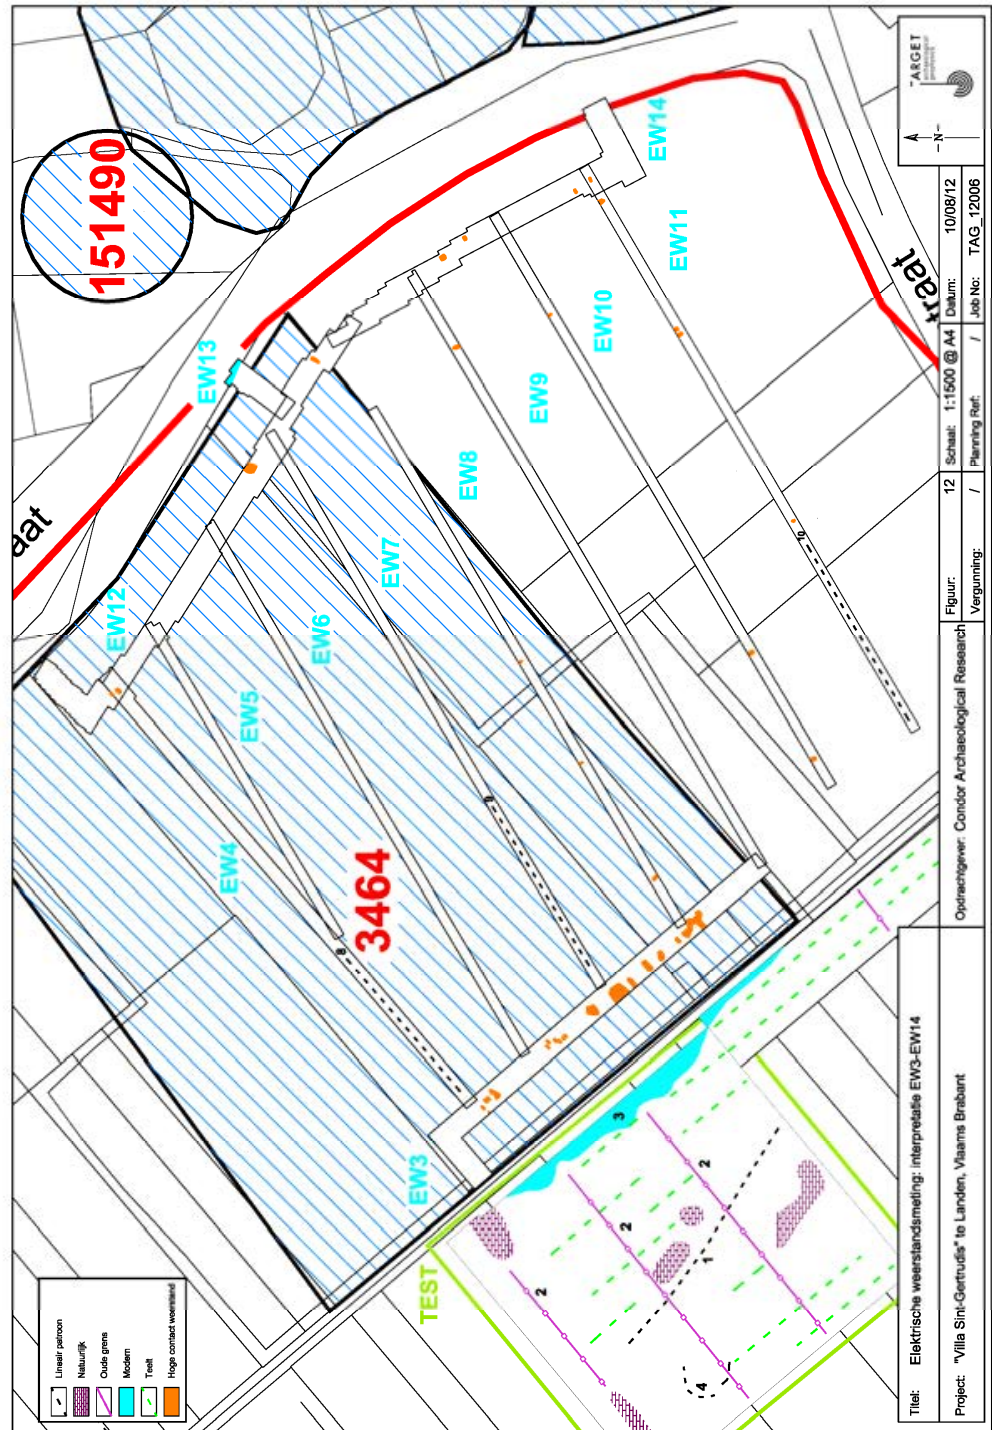 Lineair patroon
Natuurlijk
Oude grens
Modern
Teelt
Hoge contact weerstand
TEST
EW3
EW4
EW5
EW6
EW7
EW8
EW9
EW10
EW11
EW12
EW13
EW14
3464
151490
aat
raat
1
2
2
2
3
4
8
9
10
Titel: Elektrische weerstandsmeting: interpretatie EW3-EW14
Project: "Villa Sint-Gertrudis" te Landen, Vlaams Brabant
Opdrachtgever: Condor Archaeological Research
Figuur: 12
Vergunning: /
Schaal: 1:1500 @ A4
Planning Ref: /
Datum: 10/08/12
Job No: TAG_12006
N
TARGET